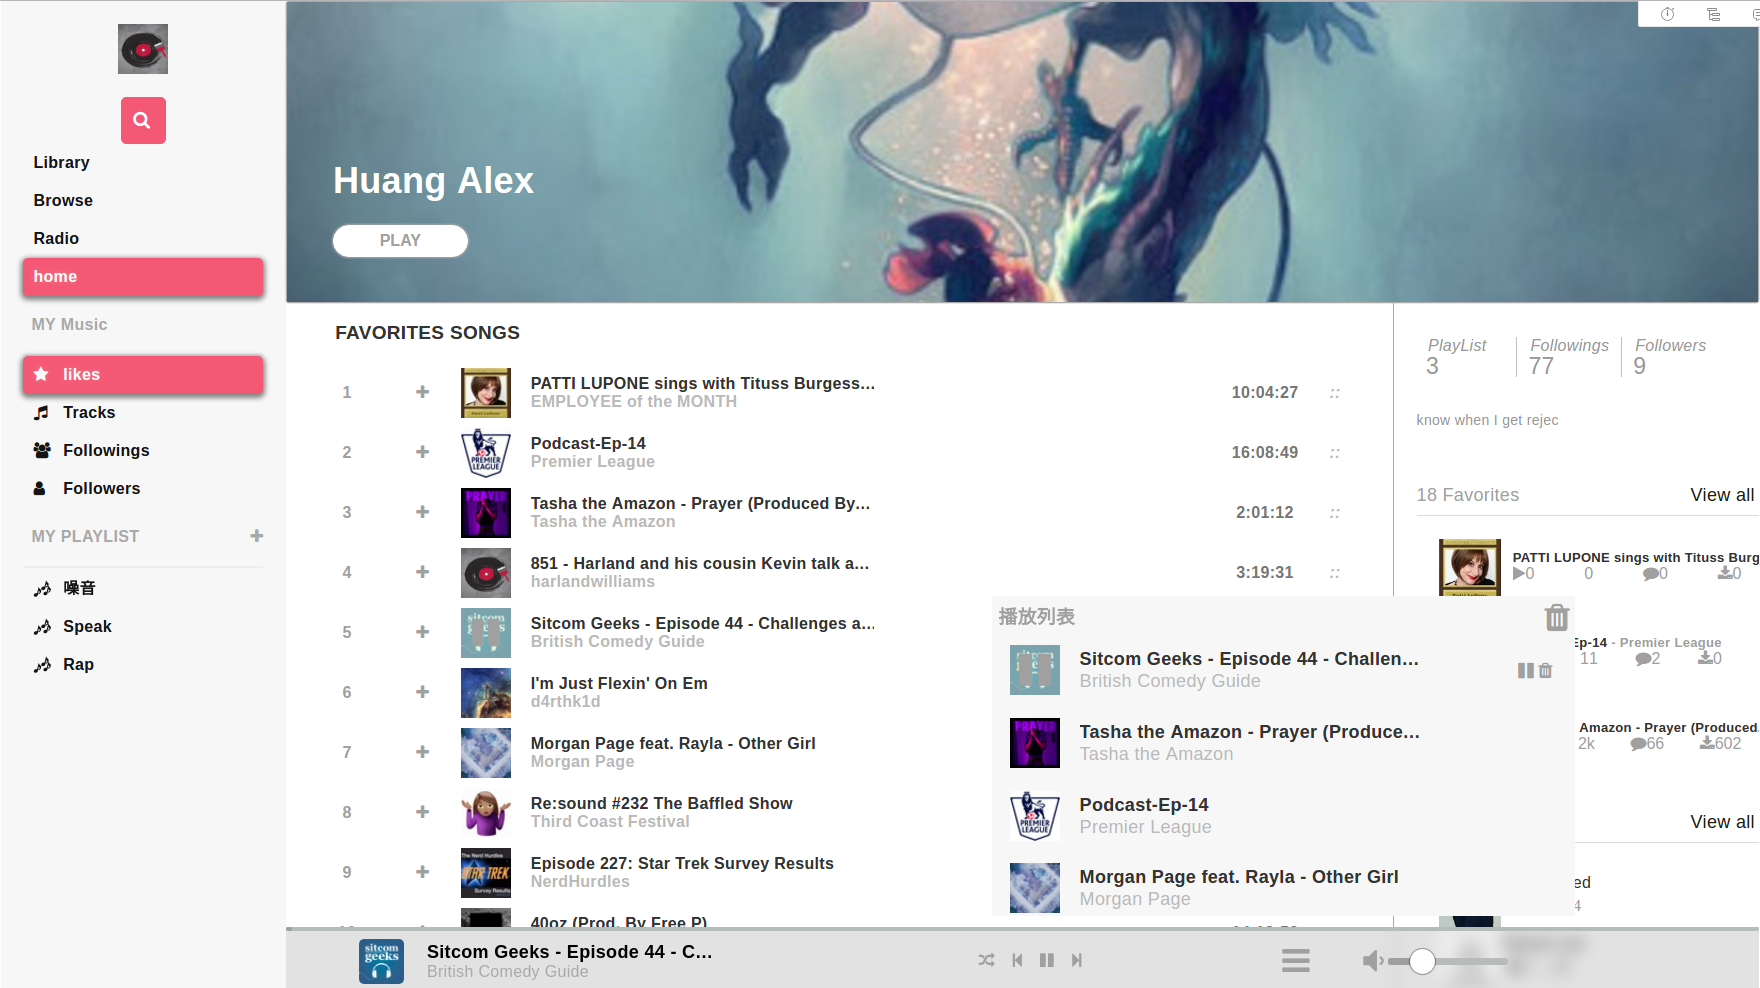 Library
Browse
Radio
home
MY Music
likes
Tracks
Followings
Followers
MY PLAYLIST
噪音
Speak
Rap
Huang Alex
PLAY
FAVORITES SONGS
1 PATTI LUPONE sings with Tituss Burgess... 10:04:27 ::
EMPLOYEE of the MONTH
2 Podcast-Ep-14 16:08:49 ::
Premier League
3 Tasha the Amazon - Prayer (Produced By... 2:01:12 ::
Tasha the Amazon
4 851 - Harland and his cousin Kevin talk a... 3:19:31 ::
harlandwilliams
5 Sitcom Geeks - Episode 44 - Challenges a...
British Comedy Guide
6 I'm Just Flexin' On Em
d4rthk1d
7 Morgan Page feat. Rayla - Other Girl
Morgan Page
8 Re:sound #232 The Baffled Show
Third Coast Festival
9 Episode 227: Star Trek Survey Results
NerdHurdles
40oz (Prod. By Free P)
PlayList Followings Followers
3 77 9
know when I get rejec
18 Favorites View all
PATTI LUPONE sings with Tituss Burg
0 0 0 0
Ep-14 - Premier League
11 2 0
Amazon - Prayer (Produced.
2k 66 602
View all
ed
4
播放列表
Sitcom Geeks - Episode 44 - Challen...
British Comedy Guide
Tasha the Amazon - Prayer (Produce...
Tasha the Amazon
Podcast-Ep-14
Premier League
Morgan Page feat. Rayla - Other Girl
Morgan Page
sitcom
geeks
Sitcom Geeks - Episode 44 - C...
British Comedy Guide